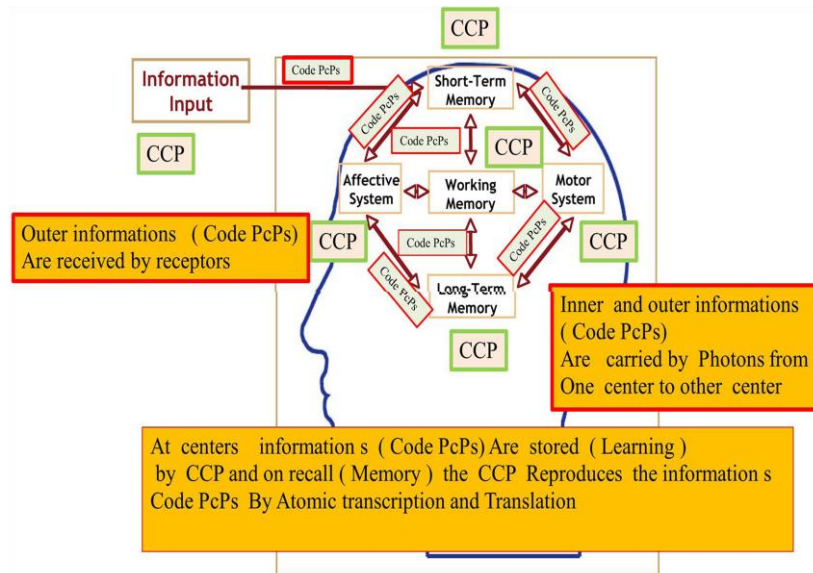 CCP
Code PcPs
Information
Input
Short-Term
Memory
Code PcPs
Code PcPs
Code PcPs
CCP
CCP
Affective
System
Working
Memory
Motor
System
Outer informations ( Code PcPs)
Are received by receptors
CCP
Code PcPs
Code PcPs
CCP
Code PcPs
Long-Term
Memory
Inner and outer informations
( Code PcPs)
Are carried by Photons from
One center to other center
CCP
At centers information s ( Code PcPs) Are stored ( Learning )
by CCP and on recall ( Memory ) the CCP Reproduces the information s
Code PcPs By Atomic transcription and Translation